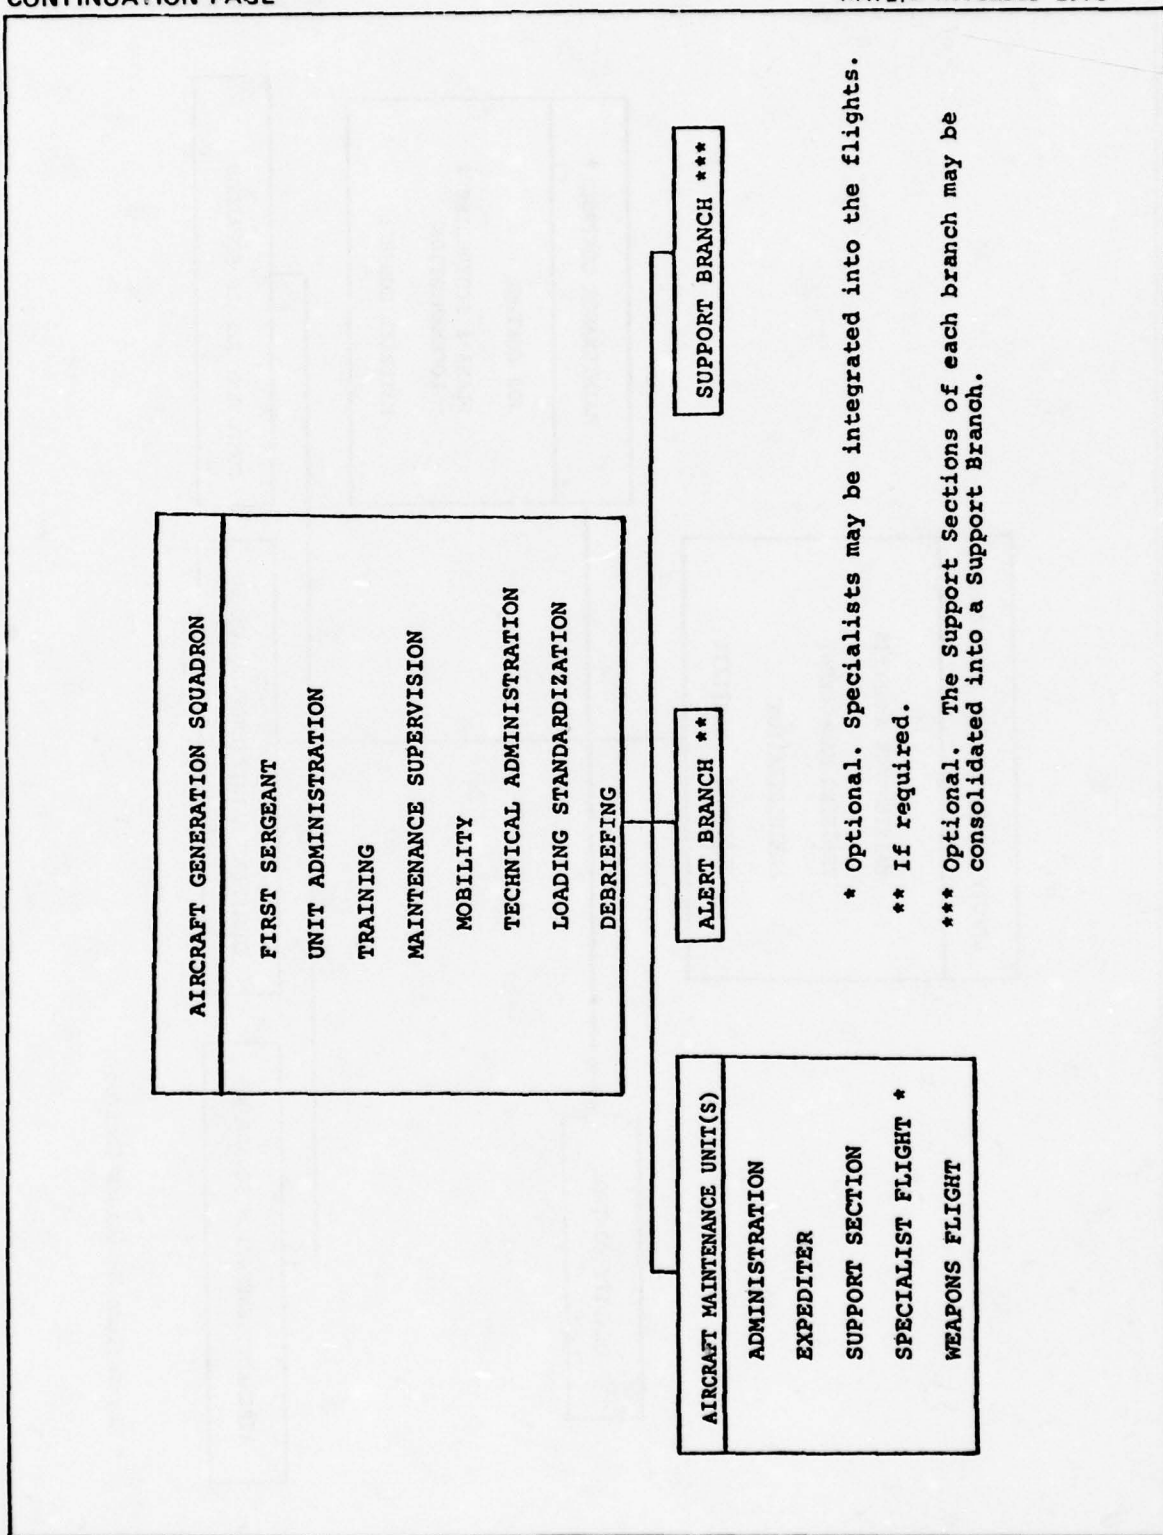 CONTINUATION PAGE
AIRCRAFT GENERATION SQUADRON
FIRST SERGEANT
UNIT ADMINISTRATION
TRAINING
MAINTENANCE SUPERVISION
MOBILITY
TECHNICAL ADMINISTRATION
LOADING STANDARDIZATION
DEBRIEFING
AIRCRAFT MAINTENANCE UNIT(S)
ADMINISTRATION
EXPEDITER
SUPPORT SECTION
SPECIALIST FLIGHT *
WEAPONS FLIGHT
ALERT BRANCH **
SUPPORT BRANCH ***
* Optional. Specialists may be integrated into the flights.
** If required.
*** Optional. The Support Sections of each branch may be
consolidated into a Support Branch.